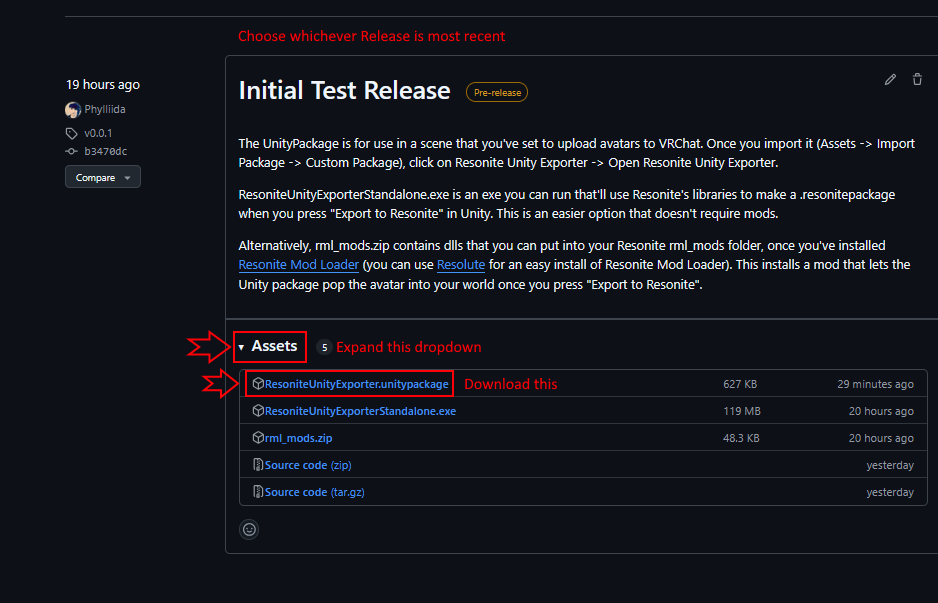 Choose whichever Release is most recent
19 hours ago
Phylliida
v0.0.1
b3470dc
Compare
Initial Test Release Pre-release
The UnityPackage is for use in a scene that you've set to upload avatars to VRChat. Once you import it (Assets -> Import
Package -> Custom Package), click on Resonite Unity Exporter -> Open Resonite Unity Exporter.
ResoniteUnityExporterStandalone.exe is an exe you can run that'll use Resonite's libraries to make a .resonitepackage
when you press "Export to Resonite" in Unity. This is an easier option that doesn't require mods.
Alternatively, rml_mods.zip contains dlls that you can put into your Resonite rml_mods folder, once you've installed
Resonite Mod Loader (you can use Resolute for an easy install of Resonite Mod Loader). This installs a mod that lets the
Unity package pop the avatar into your world once you press "Export to Resonite".
Assets 5 Expand this dropdown
ResoniteUnityExporter.unitypackage Download this 627 KB 29 minutes ago
ResoniteUnityExporterStandalone.exe 119 MB 20 hours ago
rml_mods.zip 48.3 KB 20 hours ago
Source code (zip) yesterday
Source code (tar.gz) yesterday